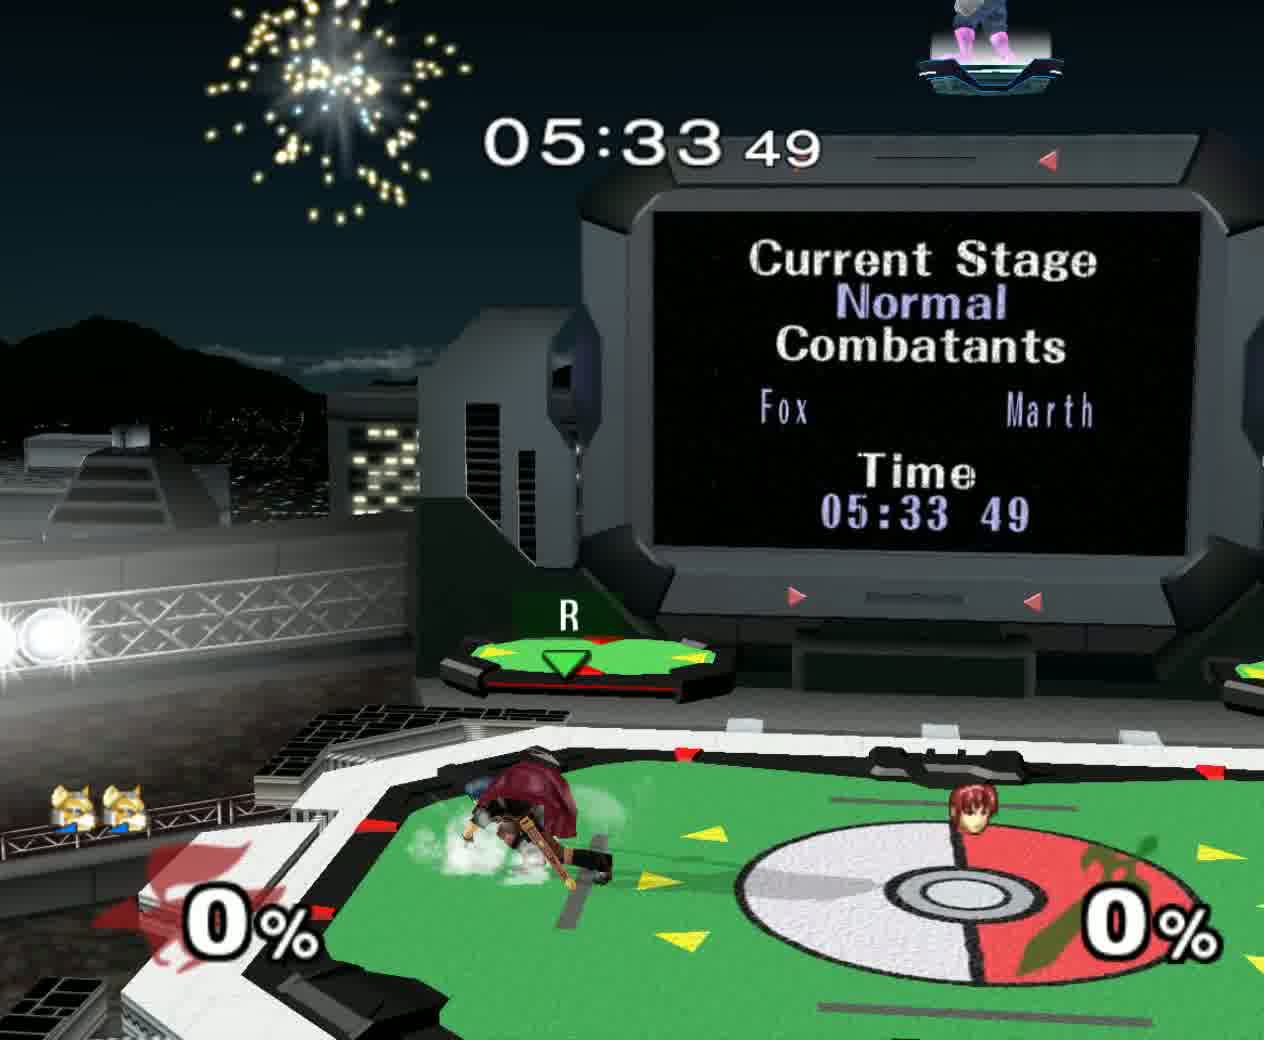 05:33 49
Current Stage
Normal
Combatants
Fox Marth
Time
05:33 49
R
0% 0%